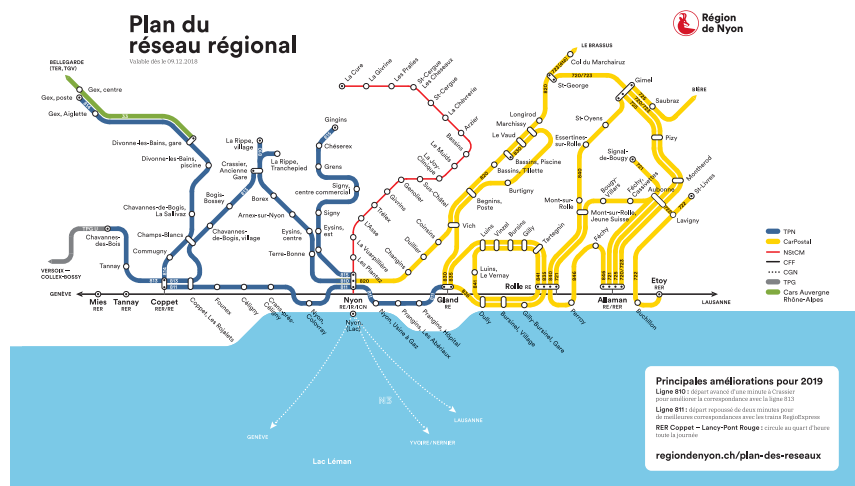 Plan du
réseau régional
Valable dès le 09.12.2018
Région
de Nyon
BELLEGARDE
(TER, TGV)
Gex, centre
Gex, poste
Gex, Aiglette
Divonne-les-Bains, gare
Divonne-les-Bains,
piscine
Chavannes-de-Bogis,
La Sallivaz
Champs-Blancs
Commugny
Chavannes-
des-Bois
Tannay
VERSOIX —
COLLEX-BOSSY
La Rippe,
village
La Rippe,
Tranchepied
Crassier,
Ancienne
Gare
Bogis-
Bossey
Borex
Arnex-sur-Nyon
Chavannes-
de-Bogis, village
Eysins,
centre
Terre-Bonne
Gingins
Chéserex
Grens
Signy,
centre commercial
Signy
Eysins,
est
La Cure
La Givrine
Les Pralies
St-Cergue
Les Cheseaux
St-Cergue
La Chèvrerie
Arzier
Bassins
Le Muids
La Joy-
Clinique
Sus-Châtel
Genolier
Givrins
Trélex
L'Asse
La Vuarpillière
Les Plantaz
Changins
Duillier
Coinsins
Vich
Begnins,
Poste
Burtigny
Bassins, Tillette
Bassins, Piscine
Le Vaud
Marchissy
Longirod
LE BRASSUS
Col du Marchairuz
720/723
St-George
Gimel
Saubraz
BIÈRE
St-Oyens
Essertines-
sur-Rolle
Pizy
Signal-
de-Bougy
Montherod
St-Livres
Aubonne
Lavigny
Bougy-
Villars
Féchy,
Mont-sur-
Rolle
Mont-sur-Rolle,
Jeune Suisse
Féchy
Luins
Vinzel
Bursins
Gilly
Tartegnin
Luins,
Le Vernay
GENÈVE
Mies
RER
Tannay
RER
Coppet
RER/RE
Coppet, Les Rojalets
Founex
Céligny
Crans-près-
Céligny
Nyon,
Colovray
Nyon
RE/IR/ICN
820
Nyon,
(Lac)
Nyon, Usine à Gaz
Prangins, Les Abériaux
Prangins, Hôpital
Gland
RE
Dully
Bursinel, Village
Gilly-Bursinel, Gare
Rolle RE
Perroy
Allaman
RE/RER
Buchillon
Etoy
RER
LAUSANNE
TPN
CarPostal
NStCM
CFF
CGN
TPG
Cars Auvergne
Rhône-Alpes
N3
GENÈVE
YVOIRE/NERNIER
LAUSANNE
Lac Léman
Principales améliorations pour 2019
Ligne 810 : départ avancé d'une minute à Crassier
pour améliorer la correspondance avec la ligne 813
Ligne 811 : départ repoussé de deux minutes pour
de meilleures correspondances avec les trains RegioExpress
RER Coppet – Lancy-Pont Rouge : circule au quart d'heure
toute la journée
regiondenyon.ch/plan-des-reseaux